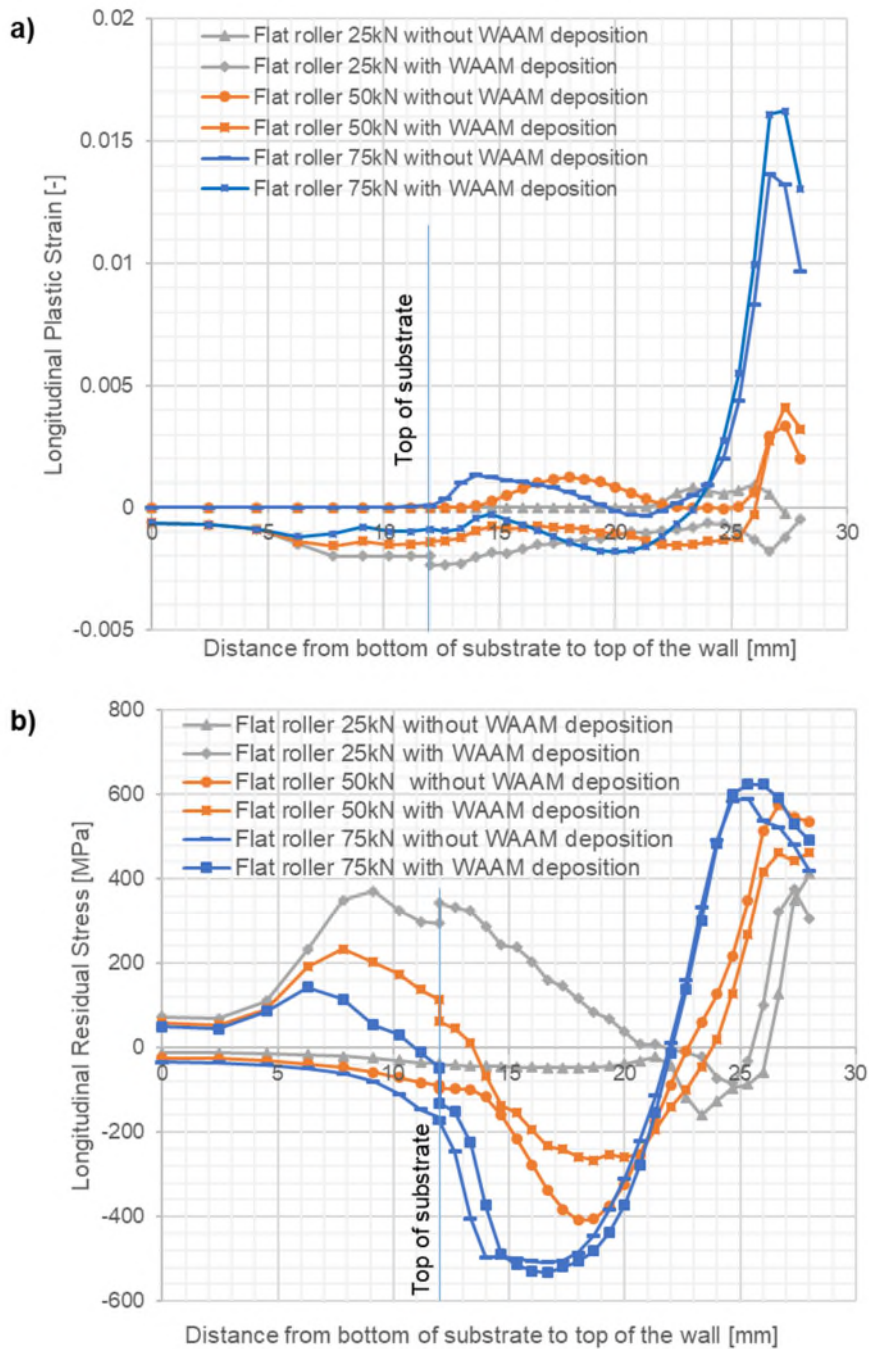 a)
0.02
Flat roller 25kN without WAAM deposition
Flat roller 25kN with WAAM deposition
Flat roller 50kN without WAAM deposition
Flat roller 50kN with WAAM deposition
Flat roller 75kN without WAAM deposition
Flat roller 75kN with WAAM deposition
0.015
0.01
0.005
0
-0.005
Longitudinal Plastic Strain [-]
Top of substrate
0 5 10 15 20 25 30
Distance from bottom of substrate to top of the wall [mm]
b)
800
Flat roller 25kN without WAAM deposition
Flat roller 25kN with WAAM deposition
Flat roller 50kN without WAAM deposition
Flat roller 50kN with WAAM deposition
Flat roller 75kN without WAAM deposition
Flat roller 75kN with WAAM deposition
600
400
200
0
-200
-400
-600
Longitudinal Residual Stress [MPa]
Top of substrate
0 5 10 15 20 25 30
Distance from bottom of substrate to top of the wall [mm]